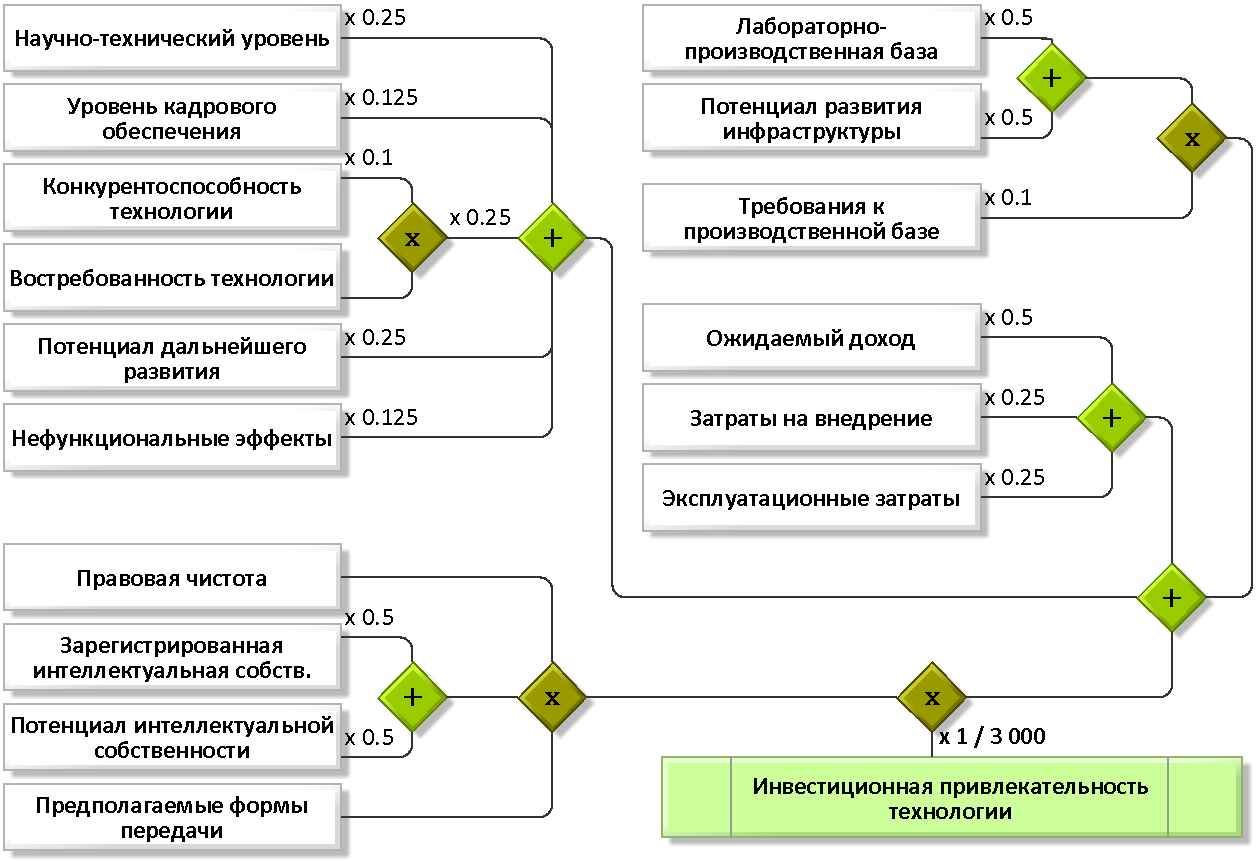 Научно-технический уровень
x 0.25
Уровень кадрового
обеспечения
x 0.125
Конкурентоспособность
технологии
x 0.1
x
x 0.25
+
Востребованность технологии
Потенциал дальнейшего
развития
x 0.25
Нефункциональные эффекты
x 0.125
Лабораторно-
производственная база
x 0.5
+
Потенциал развития
инфраструктуры
x 0.5
x
Требования к
производственной базе
x 0.1
Ожидаемый доход
x 0.5
Затраты на внедрение
x 0.25
+
Эксплуатационные затраты
x 0.25
+
Правовая чистота
Зарегистрированная
интеллектуальная собств.
x 0.5
+
x
Потенциал интеллектуальной
собственности
x 0.5
Предполагаемые формы
передачи
x
x 1 / 3 000
Инвестиционная привлекательность
технологии